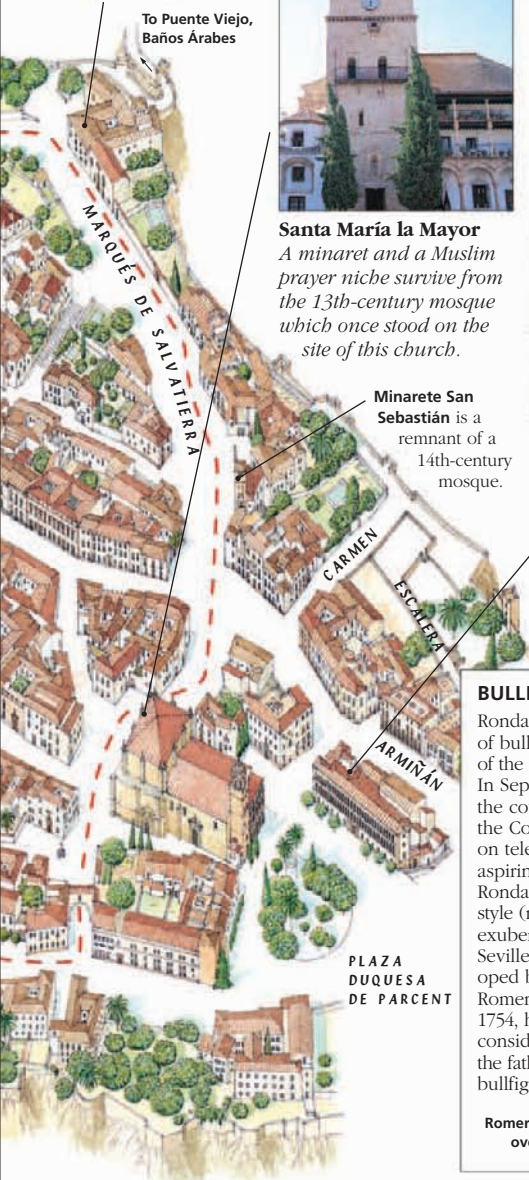 To Puente Viejo,
Baños Árabes
Santa María la Mayor
A minaret and a Muslim
prayer niche survive from
the 13th-century mosque
which once stood on the
site of this church.
MARQUÉS DE SALVATIERRA
Minarete San
Sebastián is a
remnant of a
14th-century
mosque.
CARMEN
ESCALERA
ARMIÑÁN
PLAZA
DUQUESA
DE PARCENT
Ronda
of bull
of the
In Sep
the co
the Co
on tele
aspirin
Ronda
style (
exuber
Seville
oped b
Rome
1754, h
consid
the fath
bullfig
Romer
ove